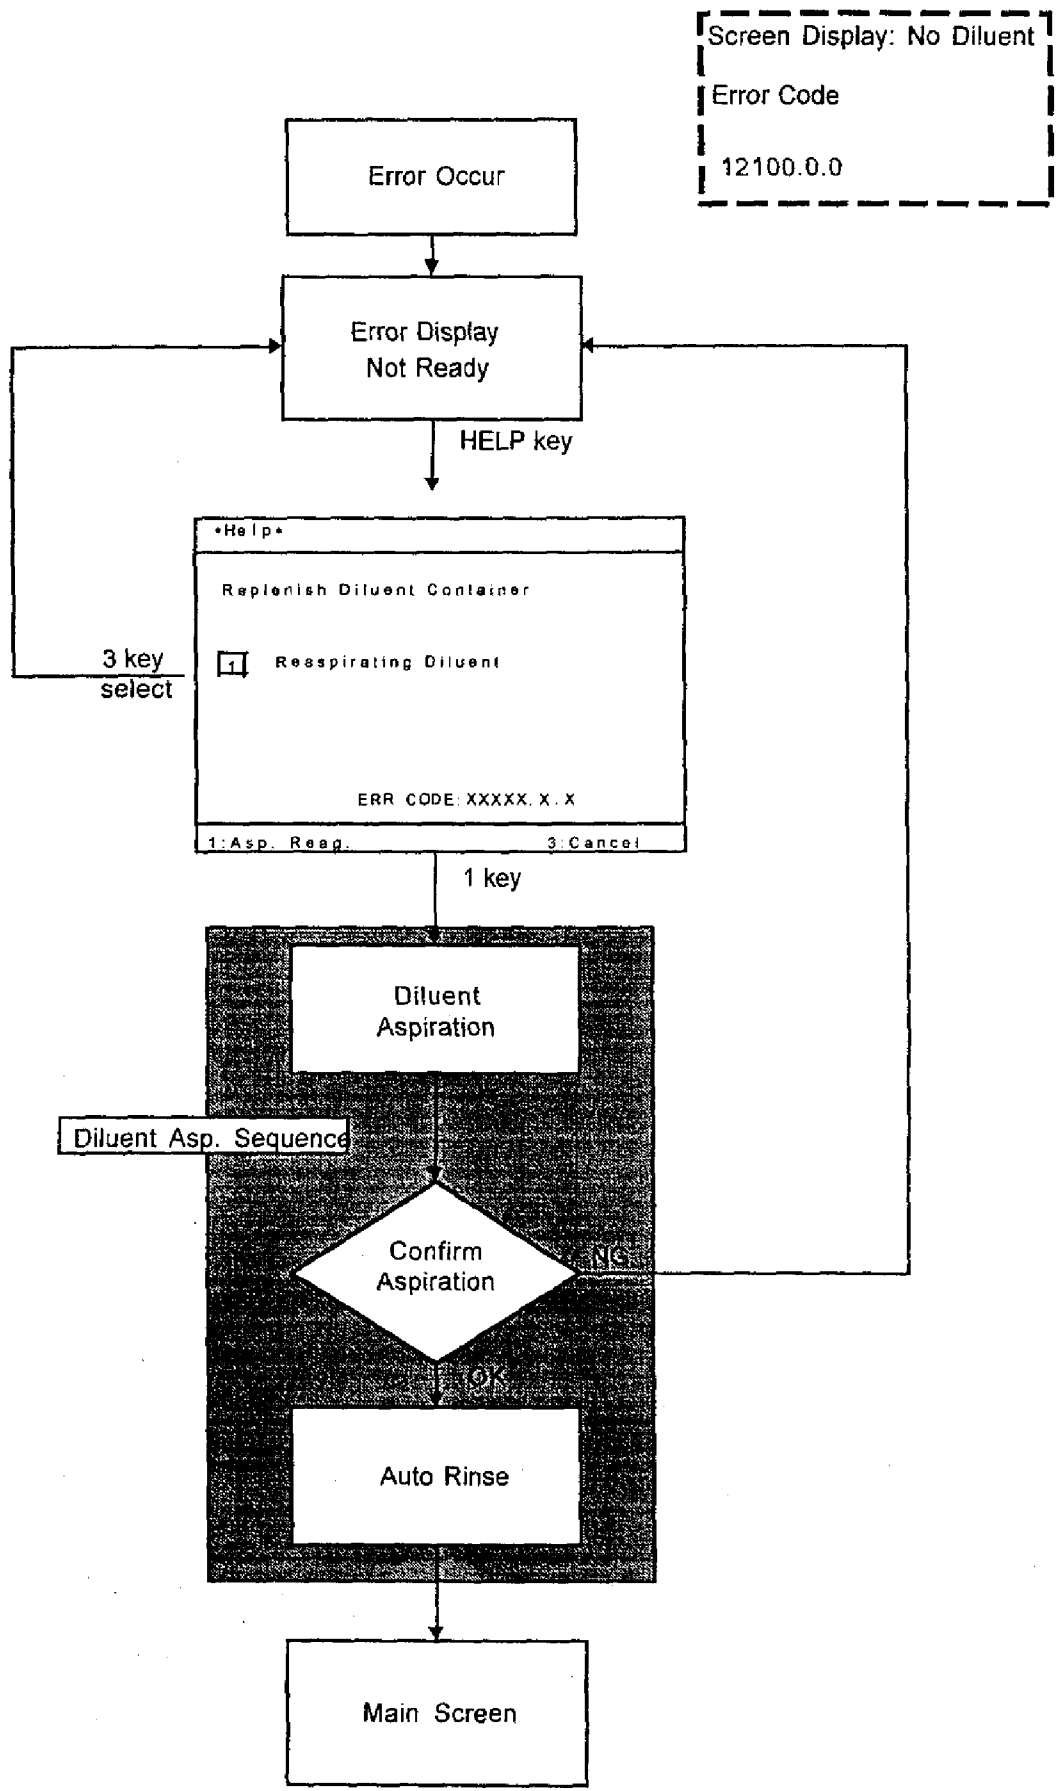 Screen Display: No Diluent
Error Code
12100.0.0
Error Occur
Error Display
Not Ready
HELP key
*Help*
Replenish Diluent Container
3 key
select
1 Reaspirating Diluent
ERR CODE: XXXXX. X. X
1:Asp. Reag. 3:Cancel
1 key
Diluent
Aspiration
Diluent Asp. Sequence
Confirm
Aspiration
NG
OK
Auto Rinse
Main Screen